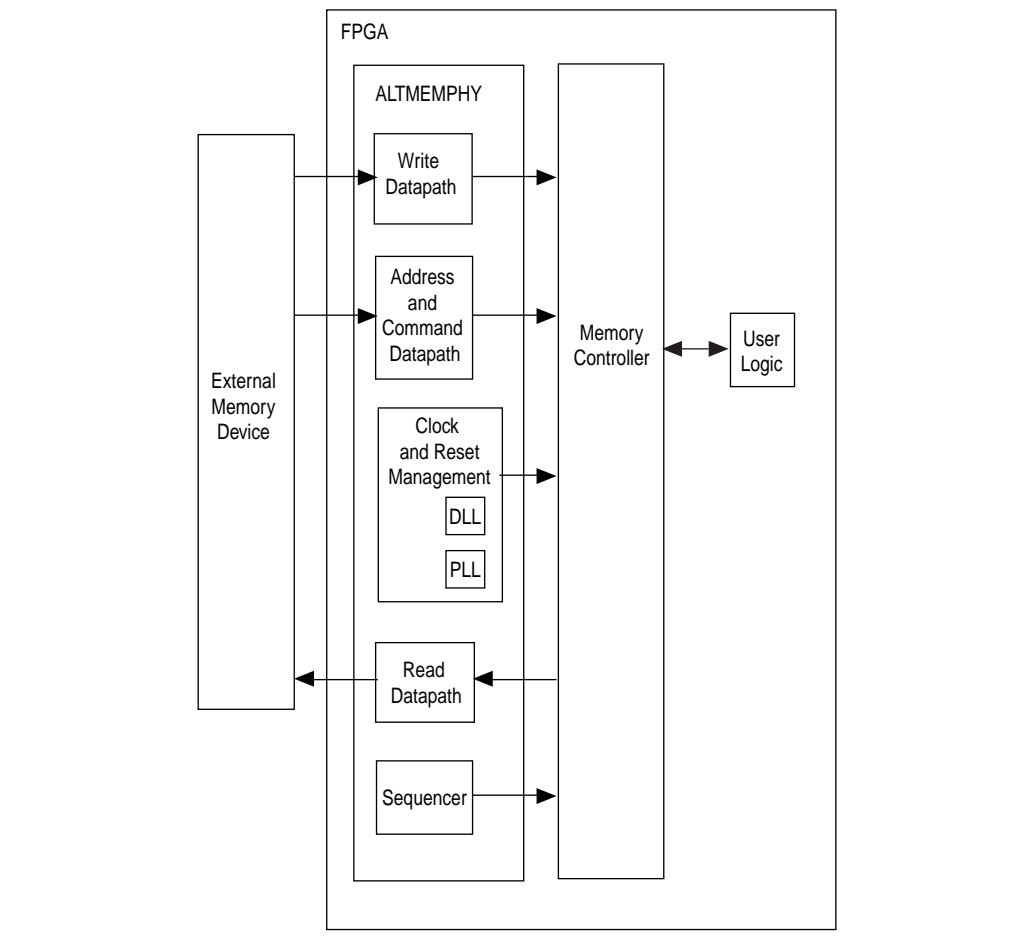 FPGA
ALTMEMPHY
Write
Datapath
Address
and
Command
Datapath
Clock
and Reset
Management
DLL
PLL
Read
Datapath
Sequencer
External
Memory
Device
Memory
Controller
User
Logic